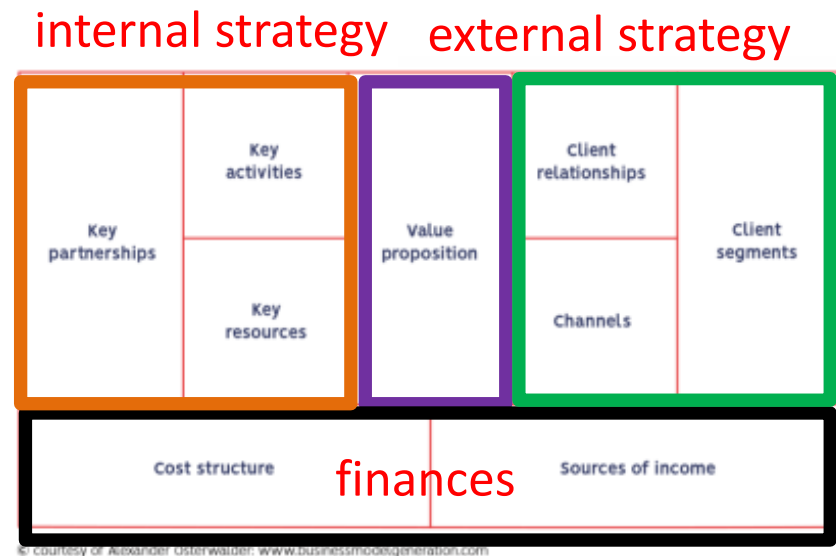 internal strategy
external strategy
Key
partnerships
Key
activities
Key
resources
Value
proposition
Client
relationships
Channels
Client
segments
Cost structure
finances
Sources of income
© courtesy of Alexander Osterwalder: www.businessmodelgeneration.com